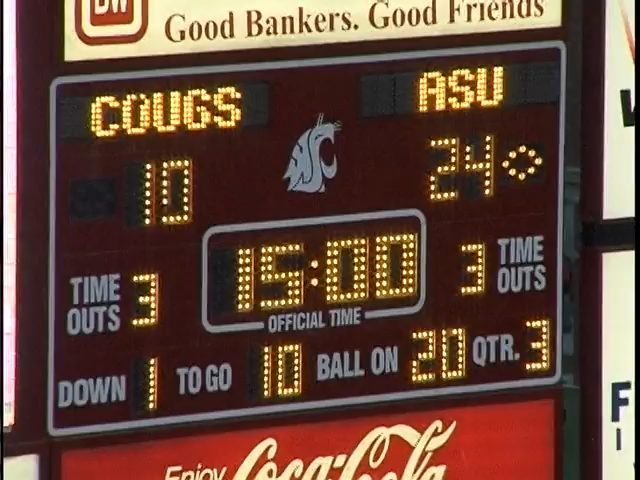 BW
Good Bankers. Good Friends
COUGS ASU
10 24
15:00
TIME OUTS 3
3 TIME OUTS
OFFICIAL TIME
DOWN 1 TO GO 10 BALL ON 20 QTR. 3
Enjoy
Coca-Cola